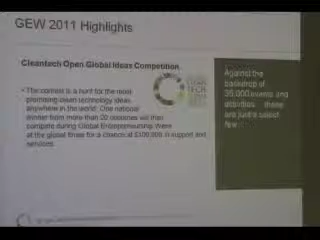 GEW 2011 Highlights
Cleantech Open Global Ideas Competition
• The contest is a hunt for the most
promising clean technology ideas
anywhere in the world. One national
winner from more than 20 countries will then
compete during Global Entrepreneurship Week
at the global finals for a chance at $100,000 in support and
services.
CLEAN
TECH
OPEN
Against the
backdrop of
35,000 events and
activities
these
are just a select
few